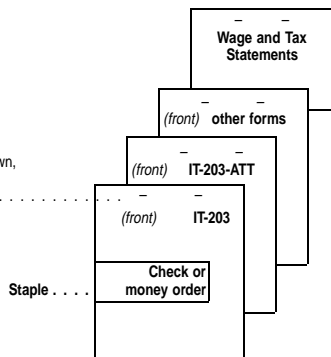 – –
Wage and Tax
Statements
– –
(front) other forms
wn,
– –
(front) IT-203-ATT
. . . . . . . . . . . . – –
(front) IT-203
Check or
Staple . . . . money order